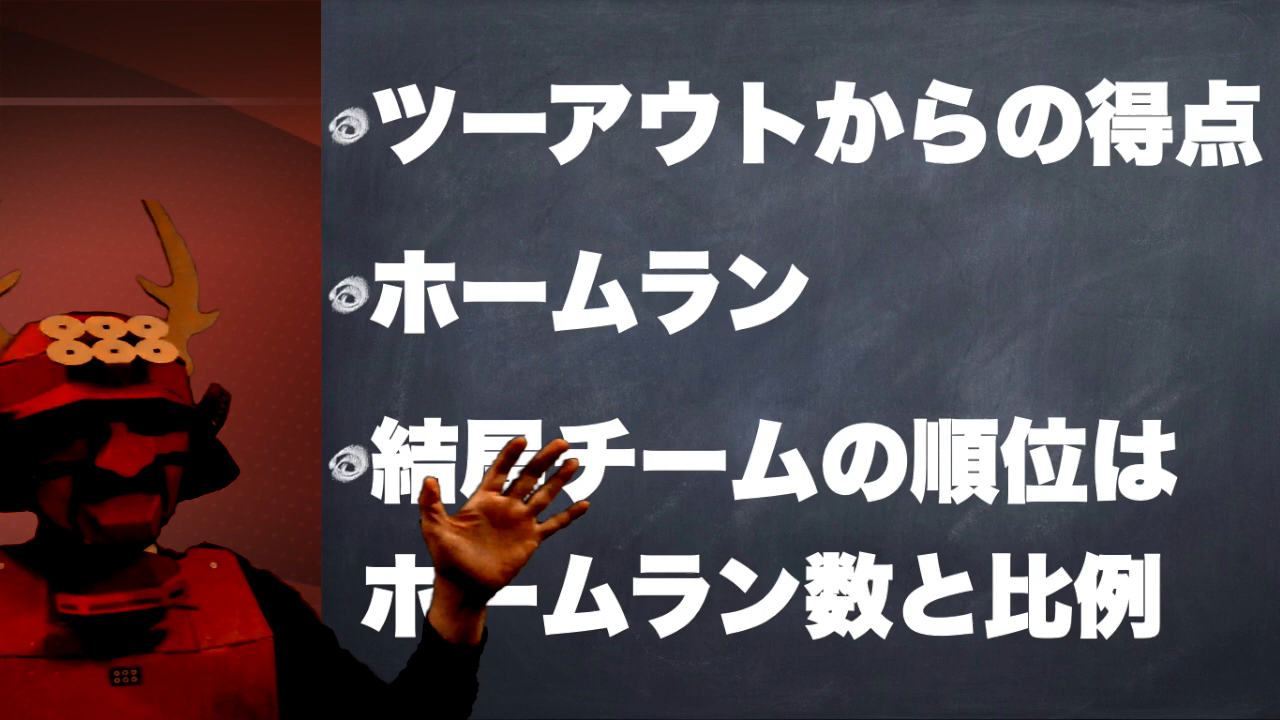 ツーアウトからの得点
ホームラン
結局チームの順位は
ホームラン数と比例